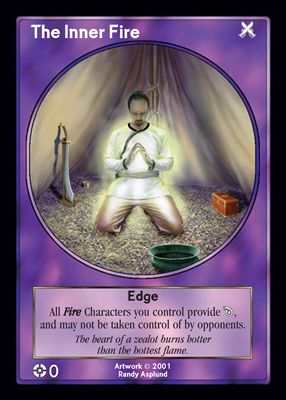 The Inner Fire
Edge
All Fire Characters you control provide ,
and may not be taken control of by opponents.
The heart of a zealot burns hotter
than the hottest flame.
0
Artwork © 2001
Randy Asplund